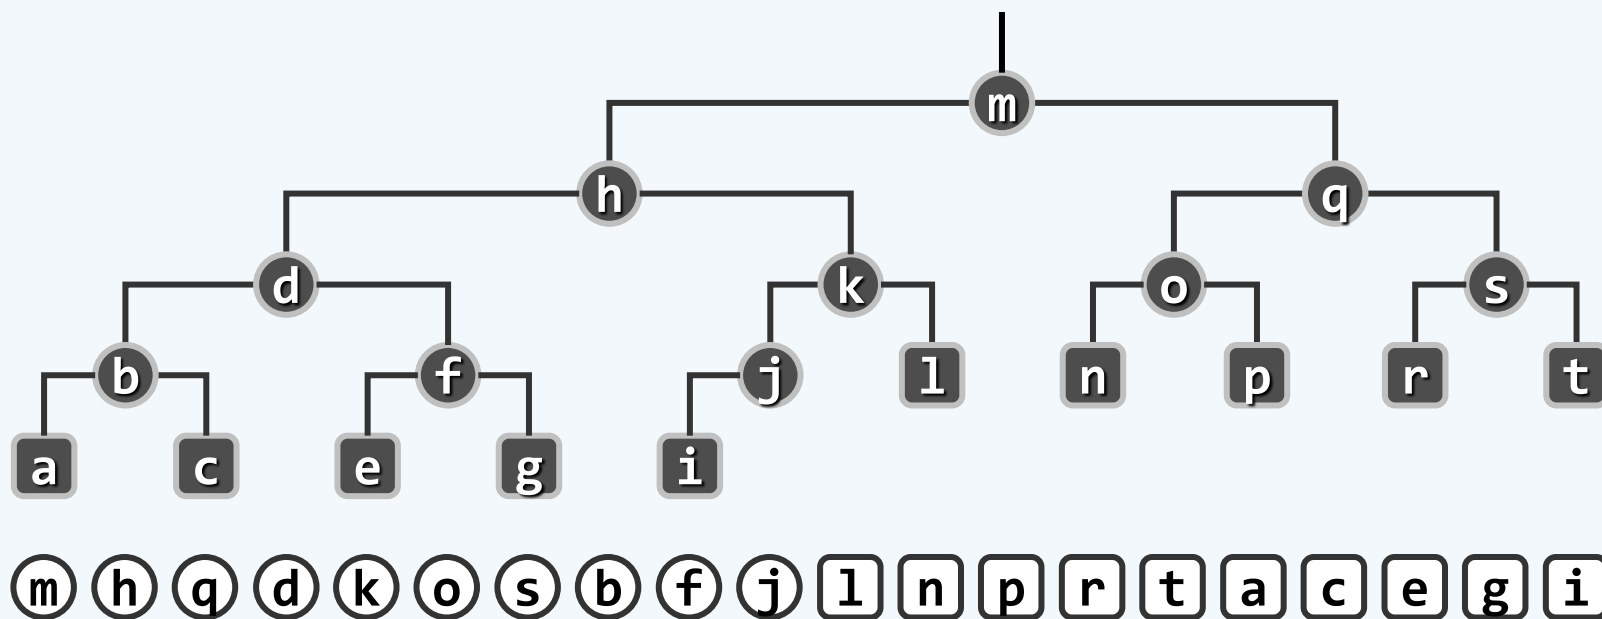 m
h q
d k o s
b f j l n p r t
a c e g i
m h q d k o s b f j l n p r t a c e g i